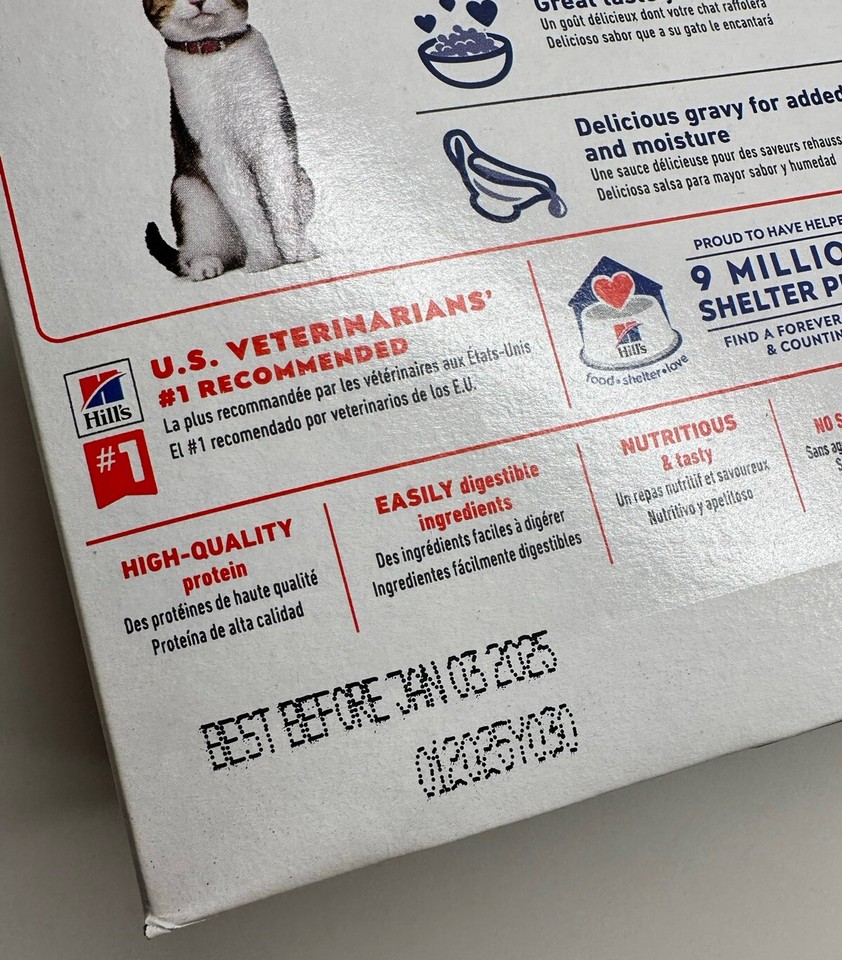 Great
Un goût délicieux dont votre chat raffolera
Delicioso sabor que a su gato le encantará
Delicious gravy for added
and moisture
Une sauce délicieuse pour des saveurs rehauss
Deliciosa salsa para mayor sabor y humedad
PROUD TO HAVE HELPE
9 MILLIO
SHELTER P
FIND A FOREVER
& COUNTIN
Hill's
food•shelter•love
U.S. VETERINARIANS'
#1 RECOMMENDED
La plus recommandée par les vétérinaires aux États-Unis
El #1 recomendado por veterinarios de los E.U.
Hill's
#1
HIGH-QUALITY
protein
Des protéines de haute qualité
Proteína de alta calidad
EASILY digestible
ingredients
Des ingrédients faciles à digérer
Ingredientes fácilmente digestibles
NUTRITIOUS
& tasty
Un repas nutritif et savoureux
Nutritivo y apetitoso
NO S
Sans ag
S
BEST BEFORE JAN 03 2025
012025Y030